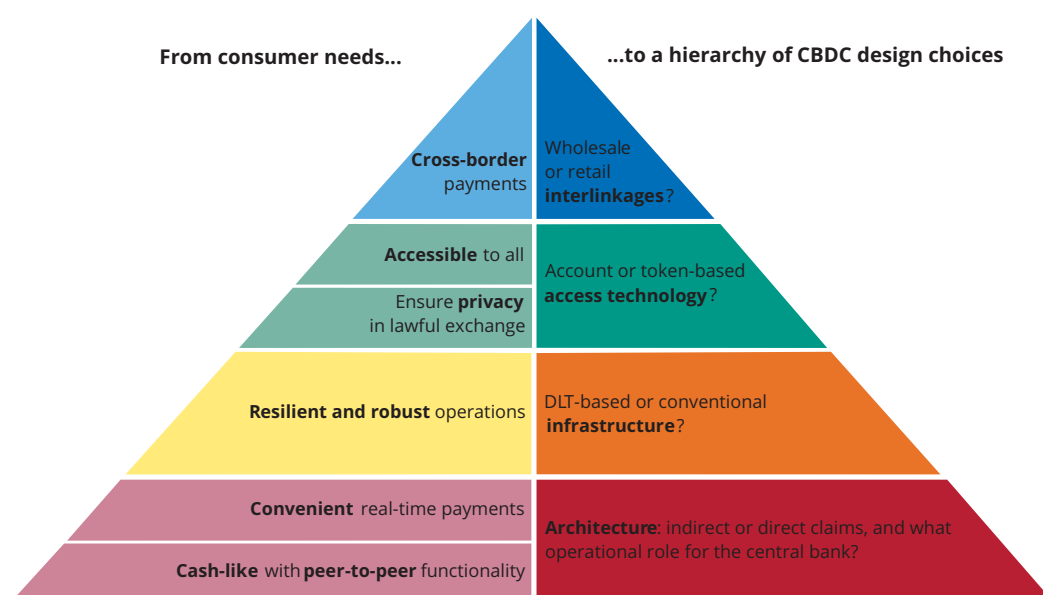 From consumer needs...
...to a hierarchy of CBDC design choices
Cross-border
payments
Wholesale
or retail
interlinkages?
Accessible to all
Ensure privacy
in lawful exchange
Account or token-based
access technology?
Resilient and robust operations
DLT-based or conventional
infrastructure?
Convenient real-time payments
Cash-like with peer-to-peer functionality
Architecture: indirect or direct claims, and what
operational role for the central bank?